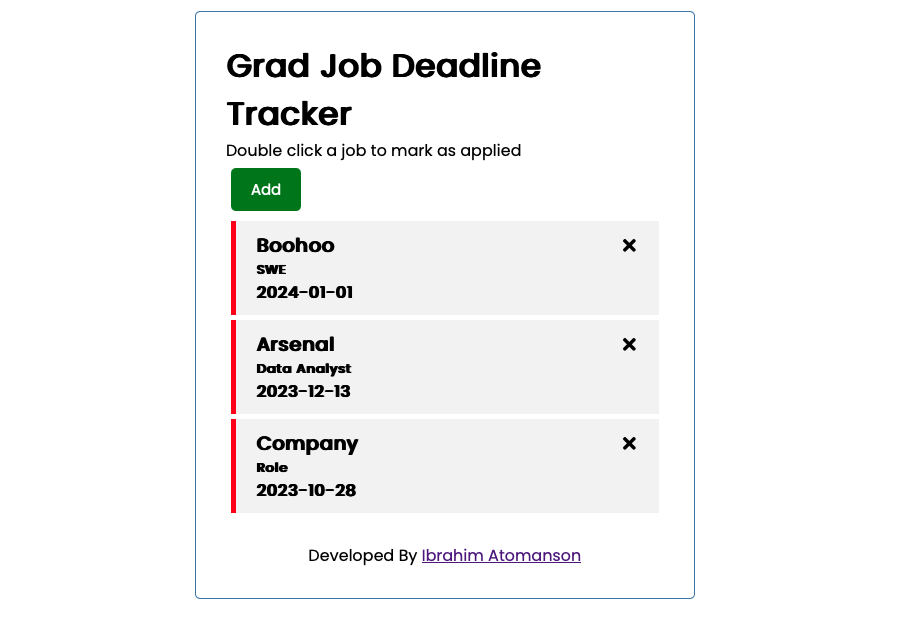 Grad Job Deadline
Tracker
Double click a job to mark as applied
Add
Boohoo
SWE
2024-01-01
Arsenal
Data Analyst
2023-12-13
Company
Role
2023-10-28
Developed By Ibrahim Atomanson